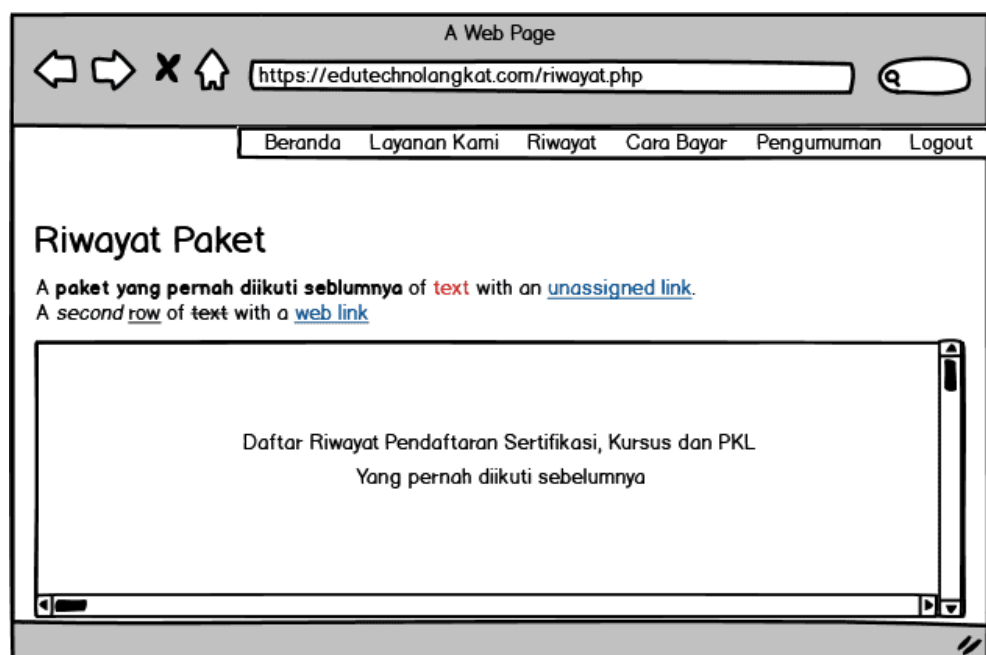 A Web Page
https://edutechnolangkat.com/riwayat.php
Beranda Layanan Kami Riwayat Cara Bayar Pengumuman Logout
Riwayat Paket
A paket yang pernah diikuti seblumnya of text with an unassigned link.
A second row of text with a web link
Daftar Riwayat Pendaftaran Sertifikasi, Kursus dan PKL
Yang pernah diikuti sebelumnya